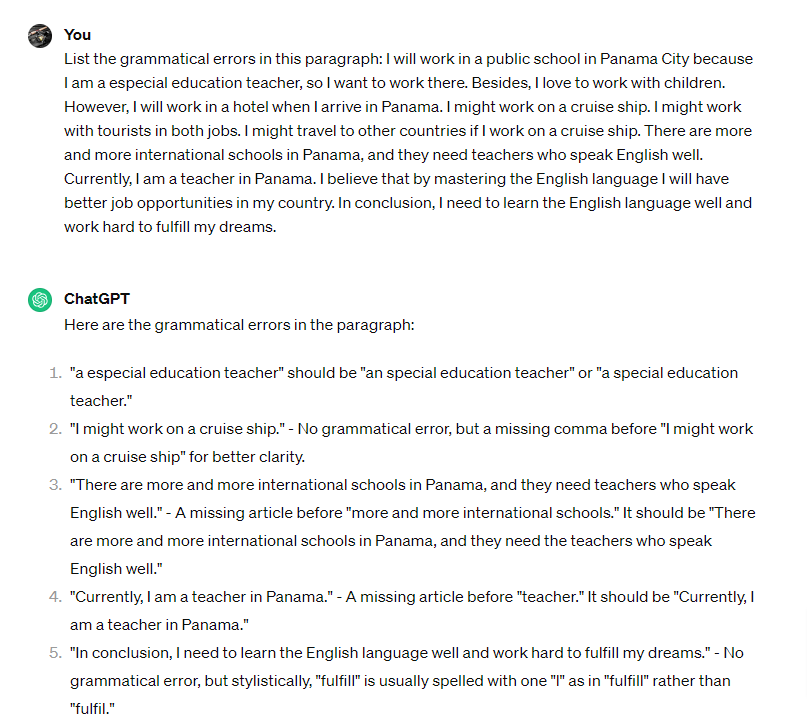 You
List the grammatical errors in this paragraph: I will work in a public school in Panama City because
I am a especial education teacher, so I want to work there. Besides, I love to work with children.
However, I will work in a hotel when I arrive in Panama. I might work on a cruise ship. I might work
with tourists in both jobs. I might travel to other countries if I work on a cruise ship. There are more
and more international schools in Panama, and they need teachers who speak English well.
Currently, I am a teacher in Panama. I believe that by mastering the English language I will have
better job opportunities in my country. In conclusion, I need to learn the English language well and
work hard to fulfill my dreams.
ChatGPT
Here are the grammatical errors in the paragraph:
1. "a especial education teacher" should be "an special education teacher" or "a special education
teacher."
2. "I might work on a cruise ship." - No grammatical error, but a missing comma before "I might work
on a cruise ship" for better clarity.
3. "There are more and more international schools in Panama, and they need teachers who speak
English well." - A missing article before "more and more international schools." It should be "There
are more and more international schools in Panama, and they need the teachers who speak
English well."
4. "Currently, I am a teacher in Panama." - A missing article before "teacher." It should be "Currently, I
am a teacher in Panama."
5. "In conclusion, I need to learn the English language well and work hard to fulfill my dreams." - No
grammatical error, but stylistically, "fulfill" is usually spelled with one "l" as in "fulfill" rather than
"fulfil."